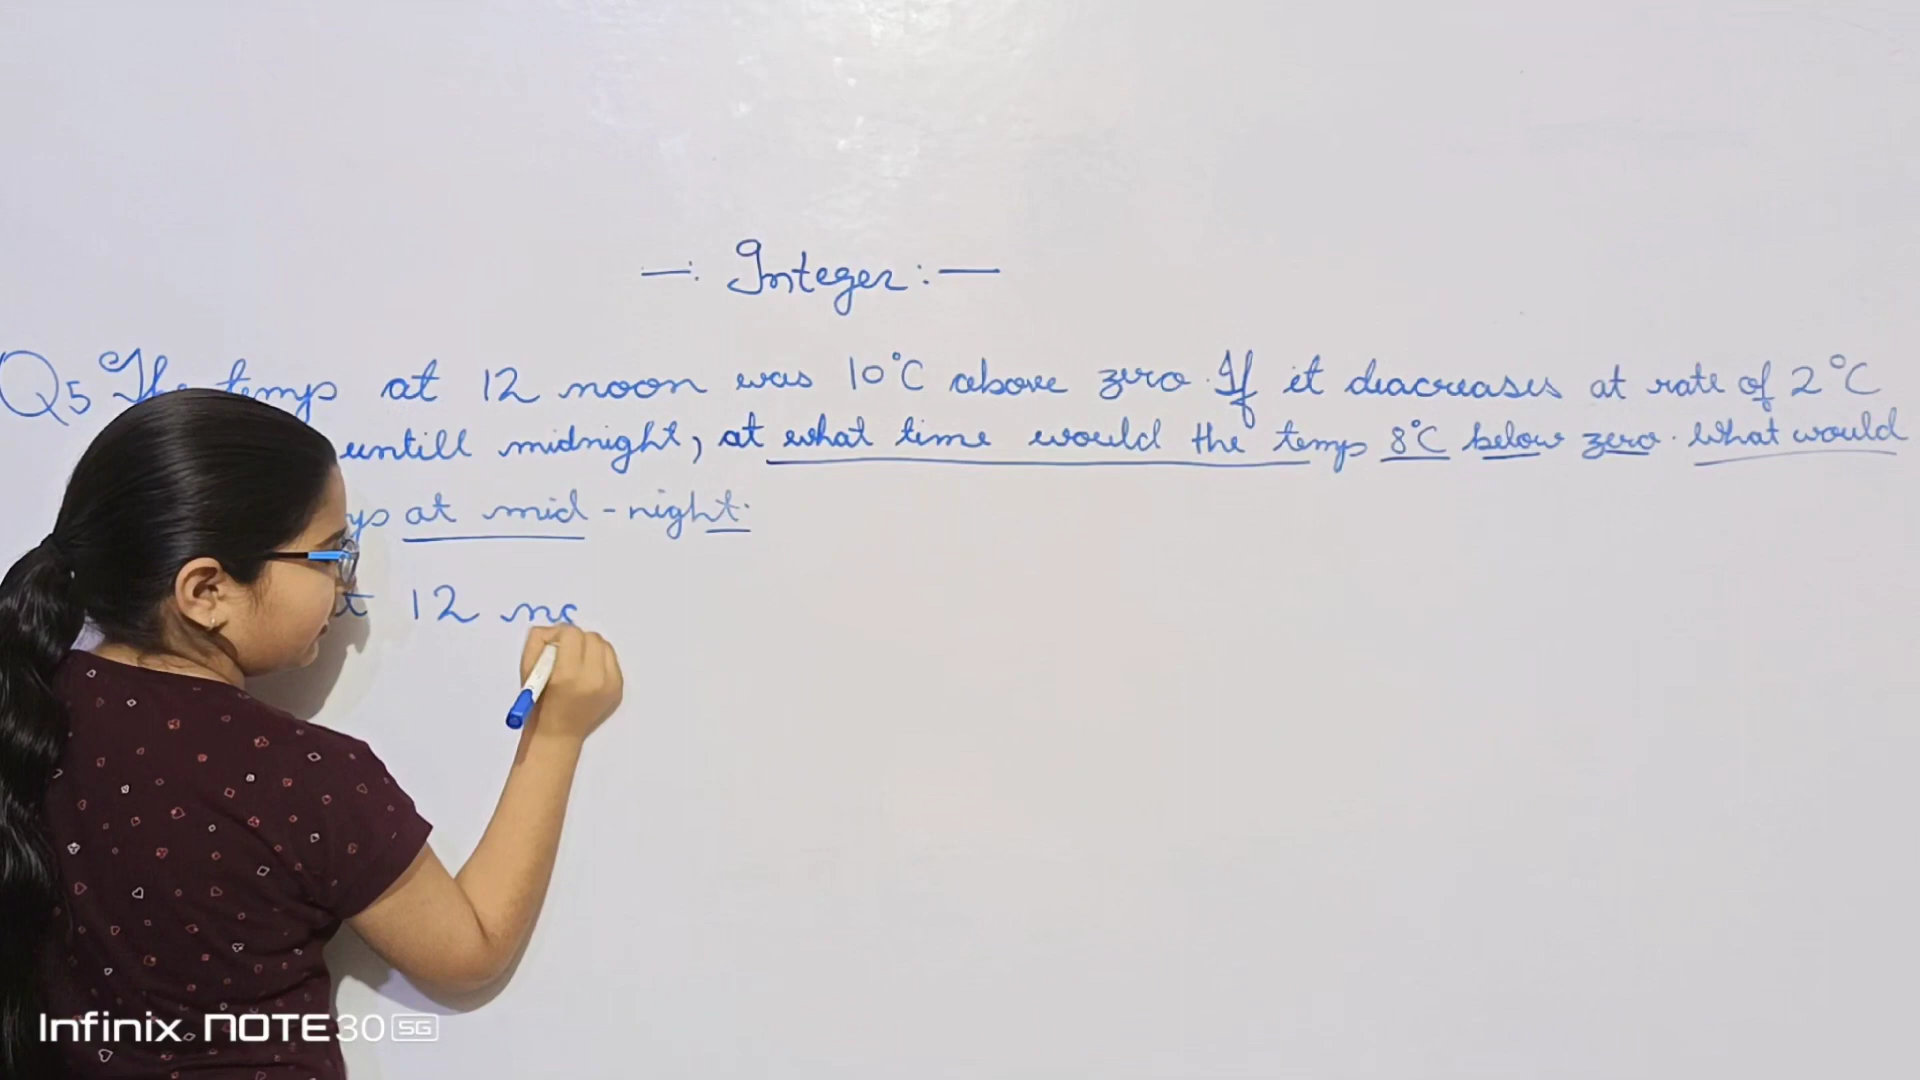 —: Integer :—
Q5 The temp at 12 noon was 10°C above zero. If it diacreases at rate of 2°C
untill midnight, at what time would the temp 8°C below zero. What would
at mid-night.
12
Infinix NOTE 30 5G